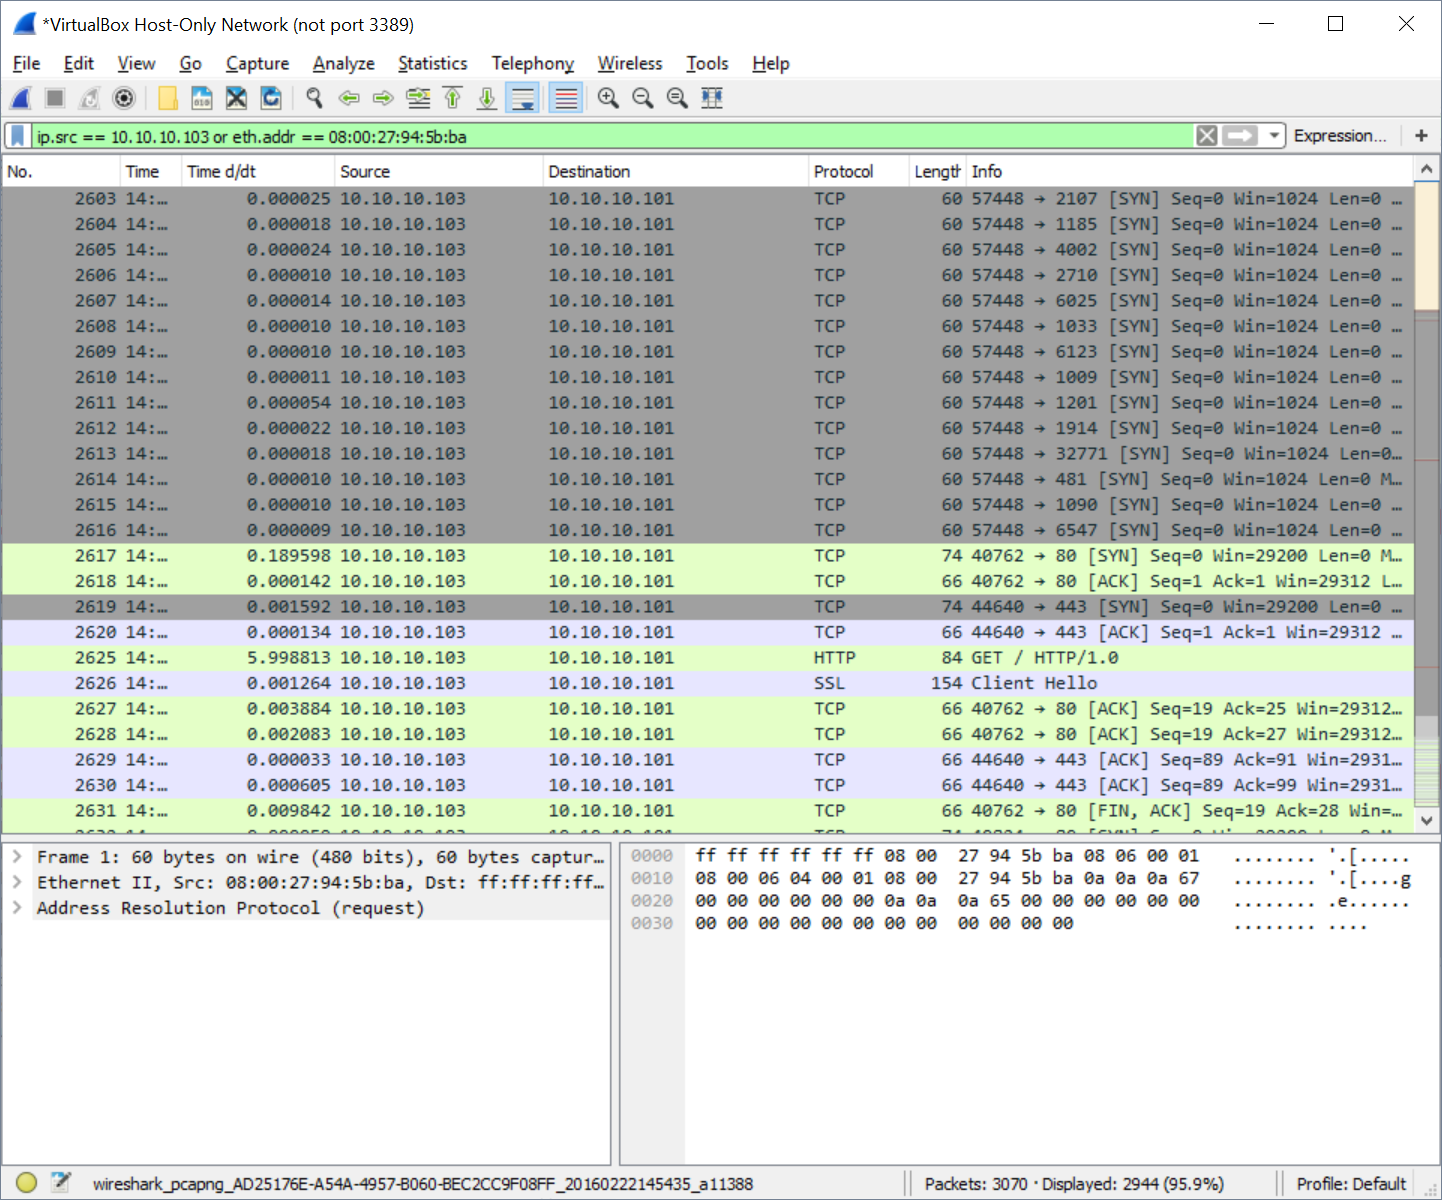 *VirtualBox Host-Only Network (not port 3389)
File Edit View Go Capture Analyze Statistics Telephony Wireless Tools Help
ip.src == 10.10.10.103 or eth.addr == 08:00:27:94:5b:ba Expression... +
No. Time Time d/dt Source Destination Protocol Length Info
2603 14:… 0.000025 10.10.10.103 10.10.10.101 TCP 60 57448 → 2107 [SYN] Seq=0 Win=1024 Len=0 …
2604 14:… 0.000018 10.10.10.103 10.10.10.101 TCP 60 57448 → 1185 [SYN] Seq=0 Win=1024 Len=0 …
2605 14:… 0.000024 10.10.10.103 10.10.10.101 TCP 60 57448 → 4002 [SYN] Seq=0 Win=1024 Len=0 …
2606 14:… 0.000010 10.10.10.103 10.10.10.101 TCP 60 57448 → 2710 [SYN] Seq=0 Win=1024 Len=0 …
2607 14:… 0.000014 10.10.10.103 10.10.10.101 TCP 60 57448 → 6025 [SYN] Seq=0 Win=1024 Len=0 …
2608 14:… 0.000010 10.10.10.103 10.10.10.101 TCP 60 57448 → 1033 [SYN] Seq=0 Win=1024 Len=0 …
2609 14:… 0.000010 10.10.10.103 10.10.10.101 TCP 60 57448 → 6123 [SYN] Seq=0 Win=1024 Len=0 …
2610 14:… 0.000011 10.10.10.103 10.10.10.101 TCP 60 57448 → 1009 [SYN] Seq=0 Win=1024 Len=0 …
2611 14:… 0.000054 10.10.10.103 10.10.10.101 TCP 60 57448 → 1201 [SYN] Seq=0 Win=1024 Len=0 …
2612 14:… 0.000022 10.10.10.103 10.10.10.101 TCP 60 57448 → 1914 [SYN] Seq=0 Win=1024 Len=0 …
2613 14:… 0.000018 10.10.10.103 10.10.10.101 TCP 60 57448 → 32771 [SYN] Seq=0 Win=1024 Len=0…
2614 14:… 0.000010 10.10.10.103 10.10.10.101 TCP 60 57448 → 481 [SYN] Seq=0 Win=1024 Len=0 M…
2615 14:… 0.000010 10.10.10.103 10.10.10.101 TCP 60 57448 → 1090 [SYN] Seq=0 Win=1024 Len=0 …
2616 14:… 0.000009 10.10.10.103 10.10.10.101 TCP 60 57448 → 6547 [SYN] Seq=0 Win=1024 Len=0 …
2617 14:… 0.189598 10.10.10.103 10.10.10.101 TCP 74 40762 → 80 [SYN] Seq=0 Win=29200 Len=0 M…
2618 14:… 0.000142 10.10.10.103 10.10.10.101 TCP 66 40762 → 80 [ACK] Seq=1 Ack=1 Win=29312 L…
2619 14:… 0.001592 10.10.10.103 10.10.10.101 TCP 74 44640 → 443 [SYN] Seq=0 Win=29200 Len=0 …
2620 14:… 0.000134 10.10.10.103 10.10.10.101 TCP 66 44640 → 443 [ACK] Seq=1 Ack=1 Win=29312 …
2625 14:… 5.998813 10.10.10.103 10.10.10.101 HTTP 84 GET / HTTP/1.0
2626 14:… 0.001264 10.10.10.103 10.10.10.101 SSL 154 Client Hello
2627 14:… 0.003884 10.10.10.103 10.10.10.101 TCP 66 40762 → 80 [ACK] Seq=19 Ack=25 Win=29312…
2628 14:… 0.002083 10.10.10.103 10.10.10.101 TCP 66 40762 → 80 [ACK] Seq=19 Ack=27 Win=29312…
2629 14:… 0.000033 10.10.10.103 10.10.10.101 TCP 66 44640 → 443 [ACK] Seq=89 Ack=91 Win=2931…
2630 14:… 0.000605 10.10.10.103 10.10.10.101 TCP 66 44640 → 443 [ACK] Seq=89 Ack=99 Win=2931…
2631 14:… 0.009842 10.10.10.103 10.10.10.101 TCP 66 40762 → 80 [FIN, ACK] Seq=19 Ack=28 Win=…
Frame 1: 60 bytes on wire (480 bits), 60 bytes captur…
Ethernet II, Src: 08:00:27:94:5b:ba, Dst: ff:ff:ff:ff…
Address Resolution Protocol (request)
0000 ff ff ff ff ff ff 08 00 27 94 5b ba 08 06 00 01 ........ '.[.....
0010 08 00 06 04 00 01 08 00 27 94 5b ba 0a 0a 0a 67 ........ '.[....g
0020 00 00 00 00 00 00 0a 0a 0a 65 00 00 00 00 00 00 ........ .e......
0030 00 00 00 00 00 00 00 00 00 00 00 00 ........ ....
wireshark_pcapng_AD25176E-A54A-4957-B060-BEC2CC9F08FF_20160222145435_a11388 Packets: 3070 · Displayed: 2944 (95.9%) Profile: Default